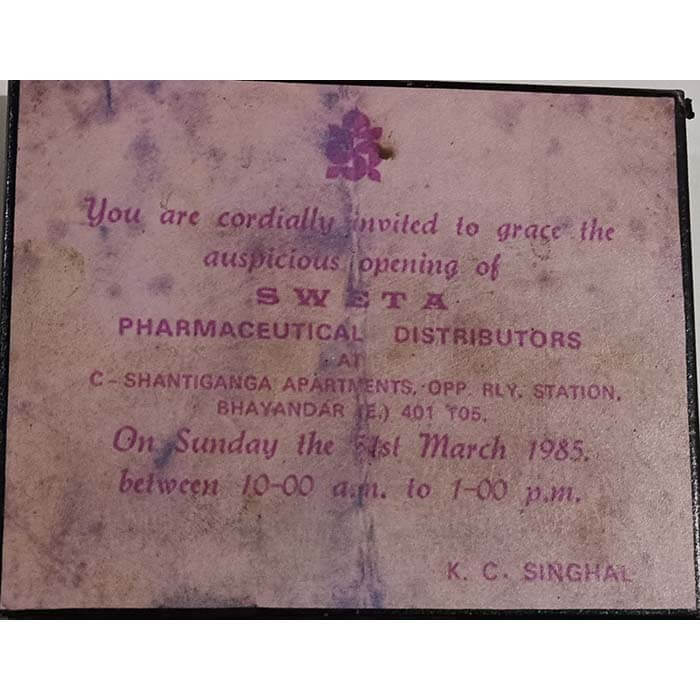 You are cordially invited to grace the
auspicious opening of
SWETA
PHARMACEUTICAL DISTRIBUTORS
AT
C-SHANTIGANGA APARTMENTS, OPP. RLY. STATION,
BHAYANDAR (E.) 401 105.
On Sunday the 31st March 1985.
between 10-00 a.m. to 1-00 p.m.
K. C. SINGHAL